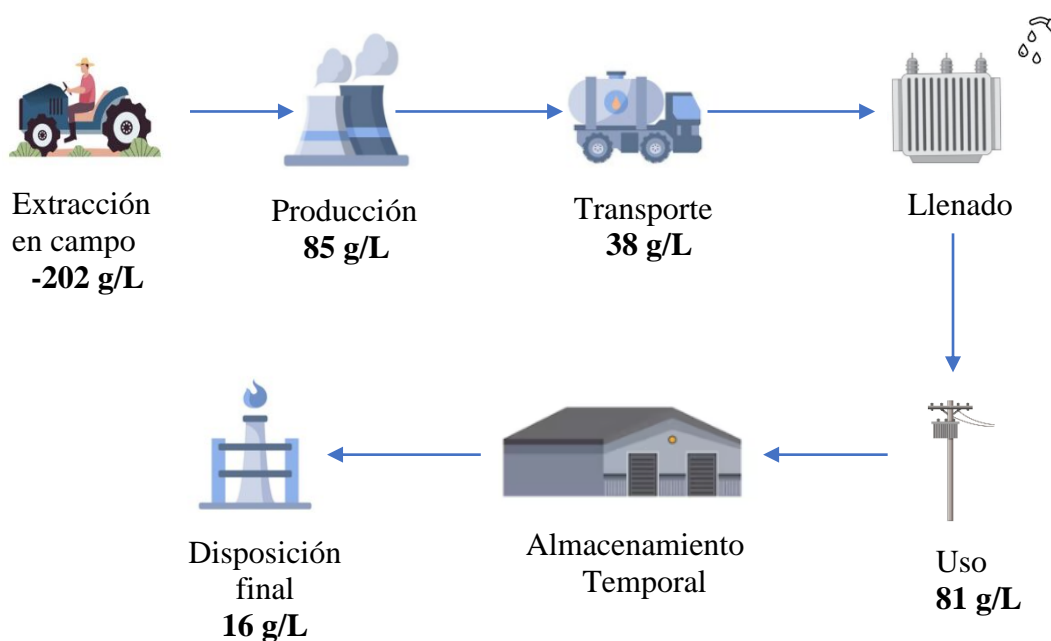 Extracción
en campo
-202 g/L
Producción
85 g/L
Transporte
38 g/L
Llenado
Uso
81 g/L
Almacenamiento
Temporal
Disposición
final
16 g/L